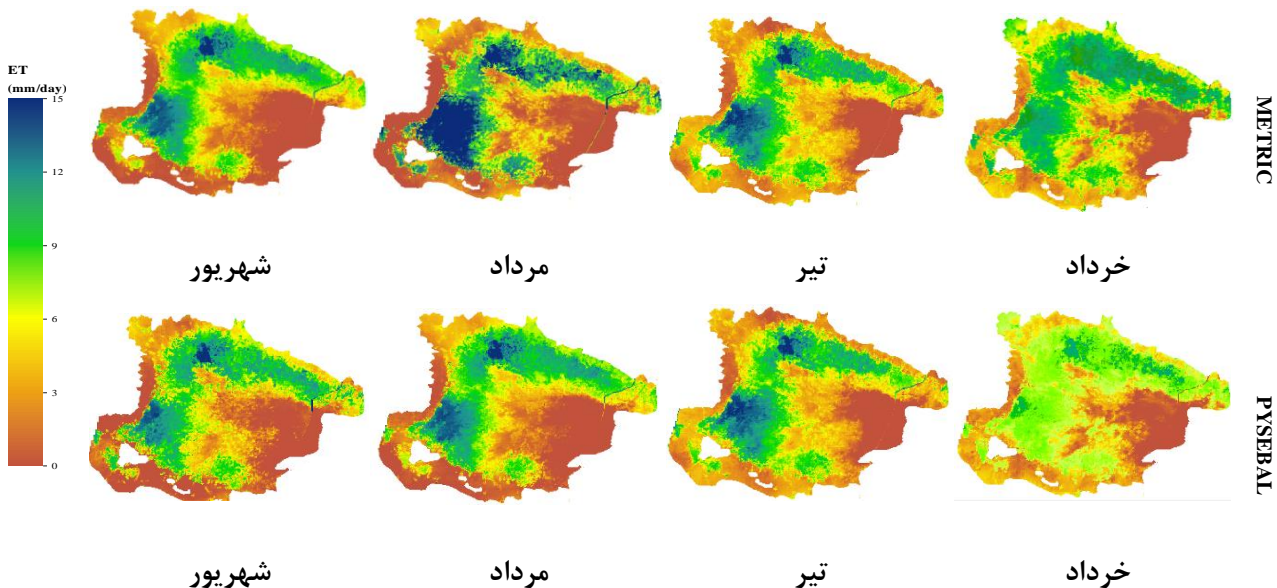 ET
(mm/day)
15
12
9
6
3
0
METRIC
خرداد
تیر
مرداد
شهریور
PYSEBAL
خرداد
تیر
مرداد
شهریور